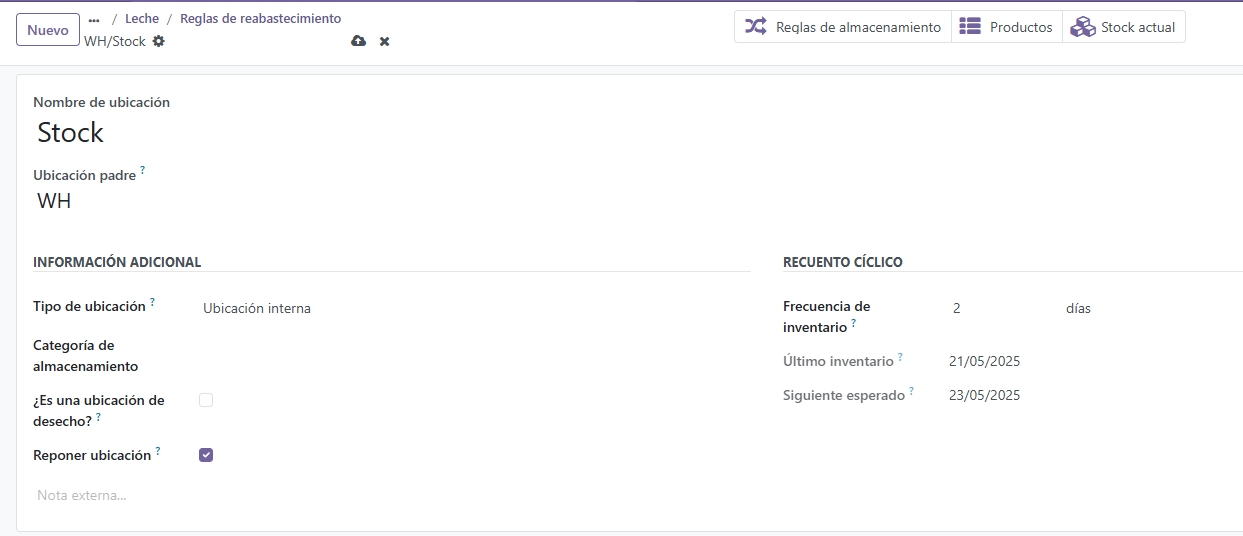 Nuevo
... / Leche / Reglas de reabastecimiento
WH/Stock
Reglas de almacenamiento
Productos
Stock actual
Nombre de ubicación
Stock
Ubicación padre ?
WH
INFORMACIÓN ADICIONAL
Tipo de ubicación ? Ubicación interna
Categoría de
almacenamiento
¿Es una ubicación de
desecho? ?
Reponer ubicación ?
Nota externa...
RECUENTO CÍCLICO
Frecuencia de
inventario ? 2 días
Último inventario ? 21/05/2025
Siguiente esperado ? 23/05/2025